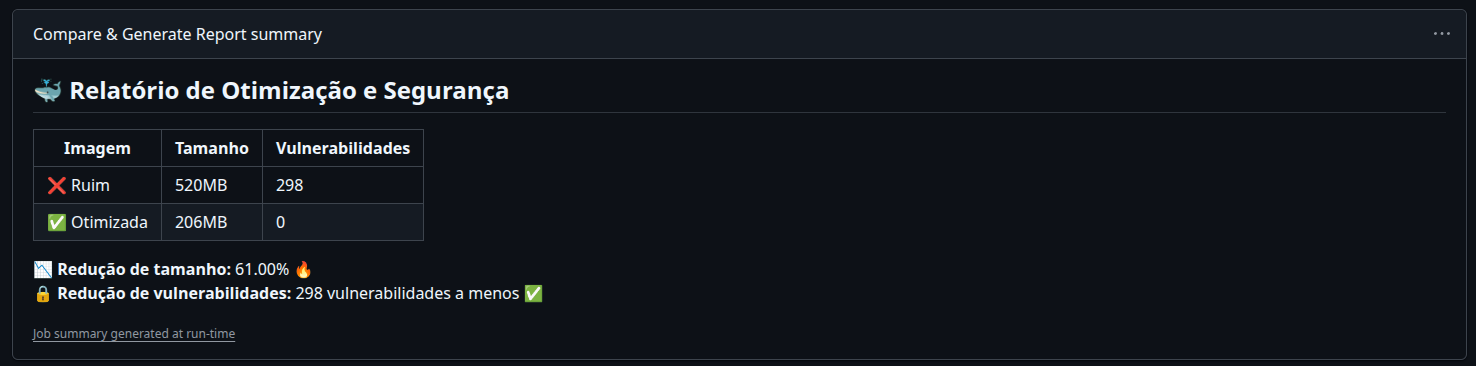 Compare & Generate Report summary
🐳 Relatório de Otimização e Segurança
Imagem Tamanho Vulnerabilidades
❌ Ruim 520MB 298
✅ Otimizada 206MB 0
📉 Redução de tamanho: 61.00% 🔥
🔒 Redução de vulnerabilidades: 298 vulnerabilidades a menos ✅
Job summary generated at run-time